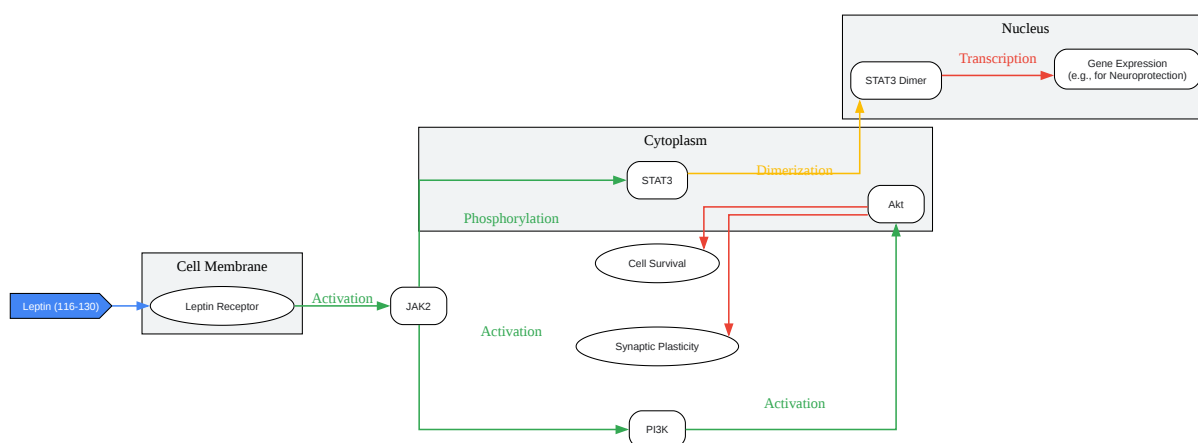 Nucleus
STAT3 Dimer
Transcription
Gene Expression
(e.g., for Neuroprotection)
Cytoplasm
STAT3
Dimerization
Akt
Phosphorylation
Cell Survival
Cell Membrane
Leptin (116-130)
Leptin Receptor
Activation
JAK2
Activation
Synaptic Plasticity
Activation
PI3K